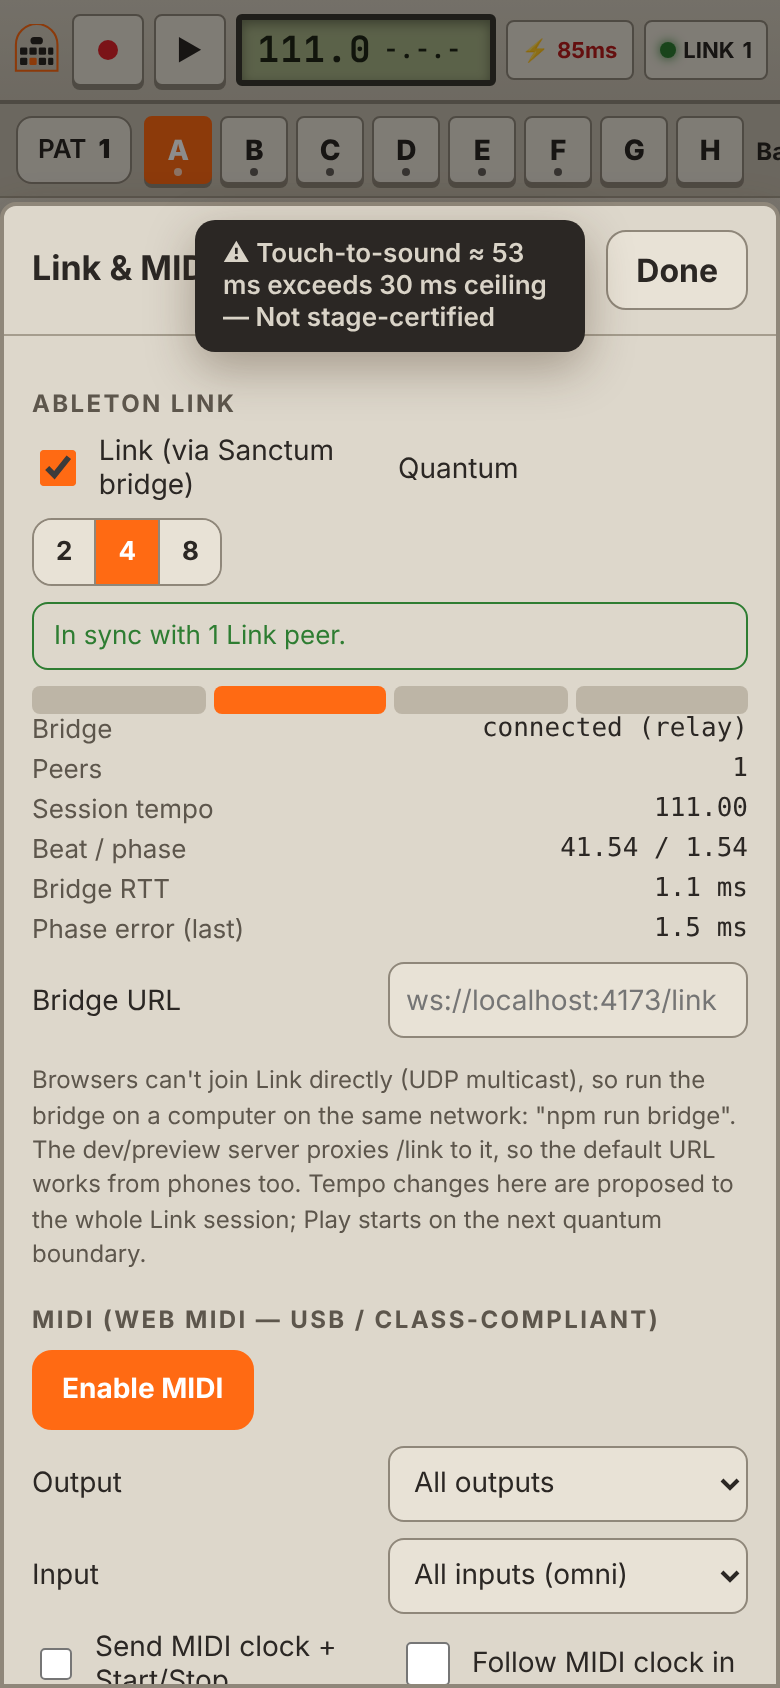 111.0 -.-.-
⚡ 85ms
LINK 1
PAT 1
A
B
C
D
E
F
G
H
Link & MID
⚠ Touch-to-sound ≈ 53
ms exceeds 30 ms ceiling
— Not stage-certified
Done
ABLETON LINK
Link (via Sanctum
bridge)
Quantum
2
4
8
In sync with 1 Link peer.
Bridge
connected (relay)
Peers
1
Session tempo
111.00
Beat / phase
41.54 / 1.54
Bridge RTT
1.1 ms
Phase error (last)
1.5 ms
Bridge URL
ws://localhost:4173/link
Browsers can't join Link directly (UDP multicast), so run the
bridge on a computer on the same network: "npm run bridge".
The dev/preview server proxies /link to it, so the default URL
works from phones too. Tempo changes here are proposed to
the whole Link session; Play starts on the next quantum
boundary.
MIDI (WEB MIDI — USB / CLASS-COMPLIANT)
Enable MIDI
Output
All outputs
Input
All inputs (omni)
Send MIDI clock +
Start/Stop
Follow MIDI clock in